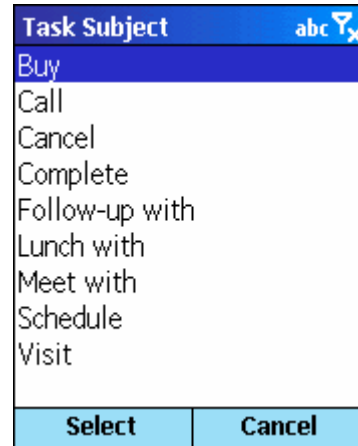 Task Subject abc
Buy
Call
Cancel
Complete
Follow-up with
Lunch with
Meet with
Schedule
Visit
Select Cancel